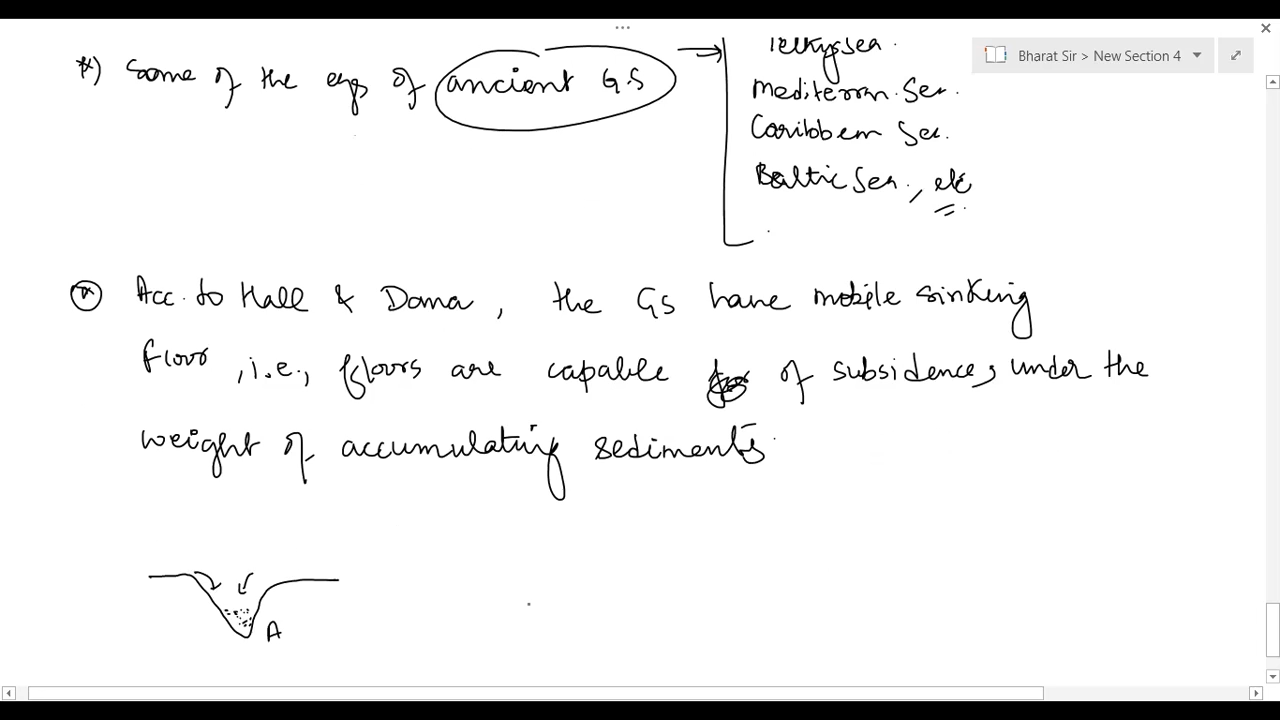 *) Some of the egs of ancient G.S →
Tethys Sea.
Mediterran. Sea.
Caribbean Sea.
Baltic Sea., etc
* Acc. to Hall & Dana, the GS have mobile sinking
floor, i.e., floors are capable of subsidence, under the
weight of accumulating sediments.
A
Bharat Sir > New Section 4